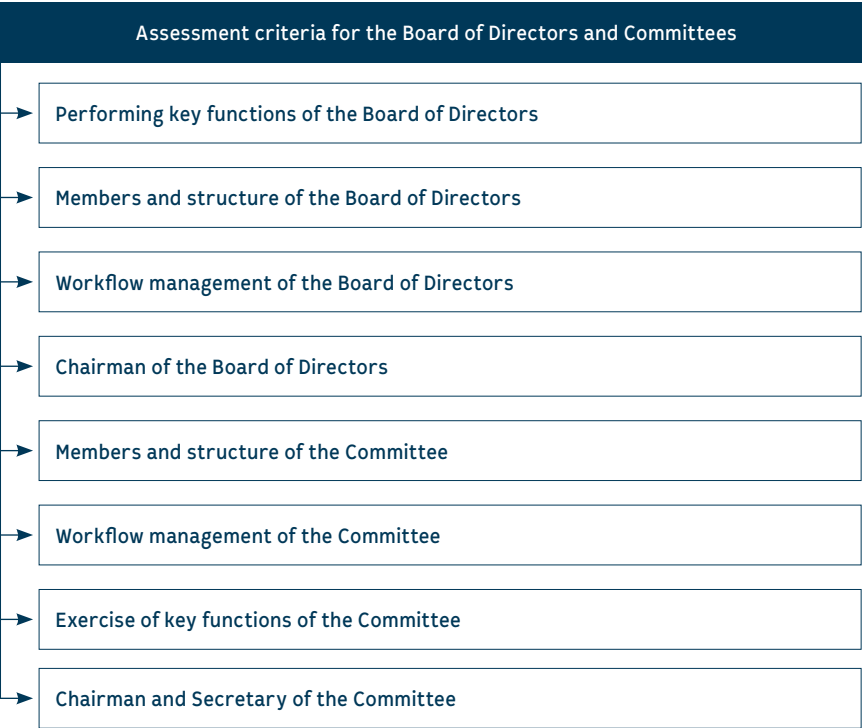 Assessment criteria for the Board of Directors and Committees
Performing key functions of the Board of Directors
Members and structure of the Board of Directors
Workflow management of the Board of Directors
Chairman of the Board of Directors
Members and structure of the Committee
Workflow management of the Committee
Exercise of key functions of the Committee
Chairman and Secretary of the Committee